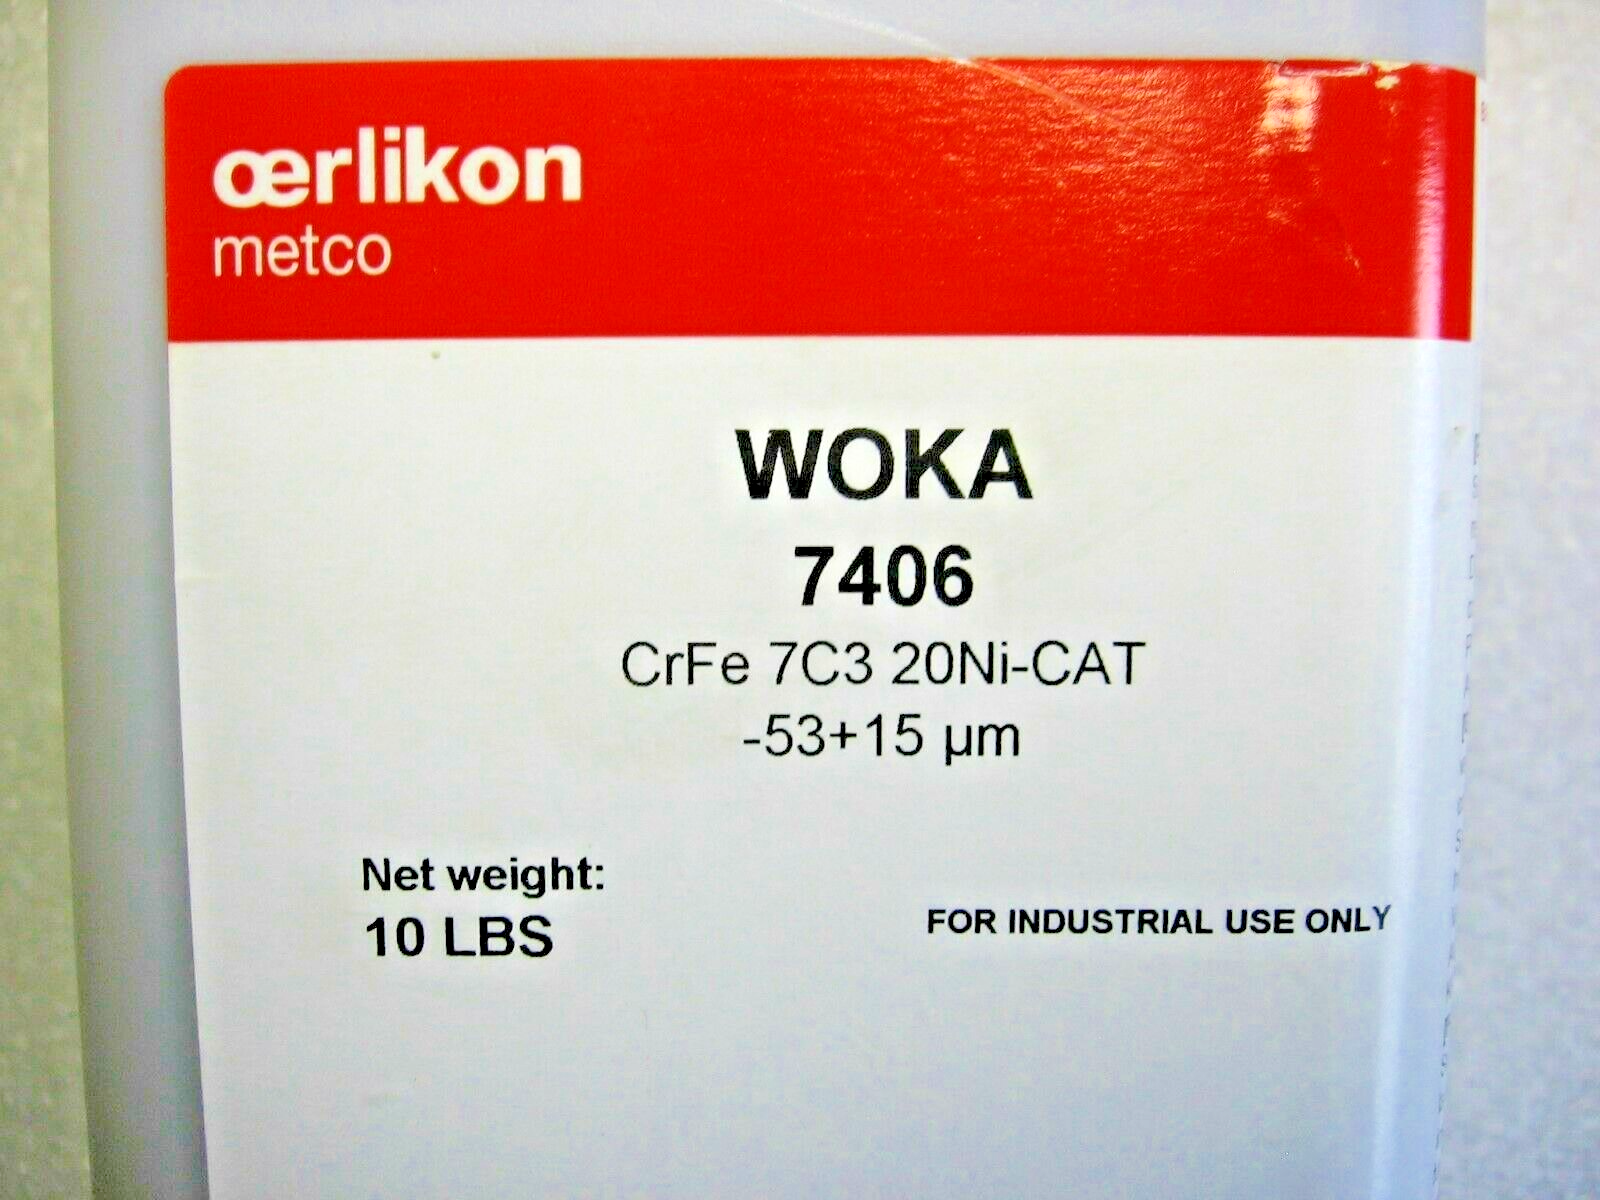 œrlikon
metco
WOKA
7406
CrFe 7C3 20Ni-CAT
-53+15 µm
Net weight:
10 LBS
FOR INDUSTRIAL USE ONLY